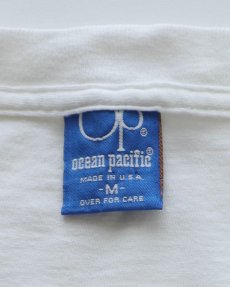 Op®
ocean pacific®
MADE IN U.S.A.
-M-
OVER FOR CARE